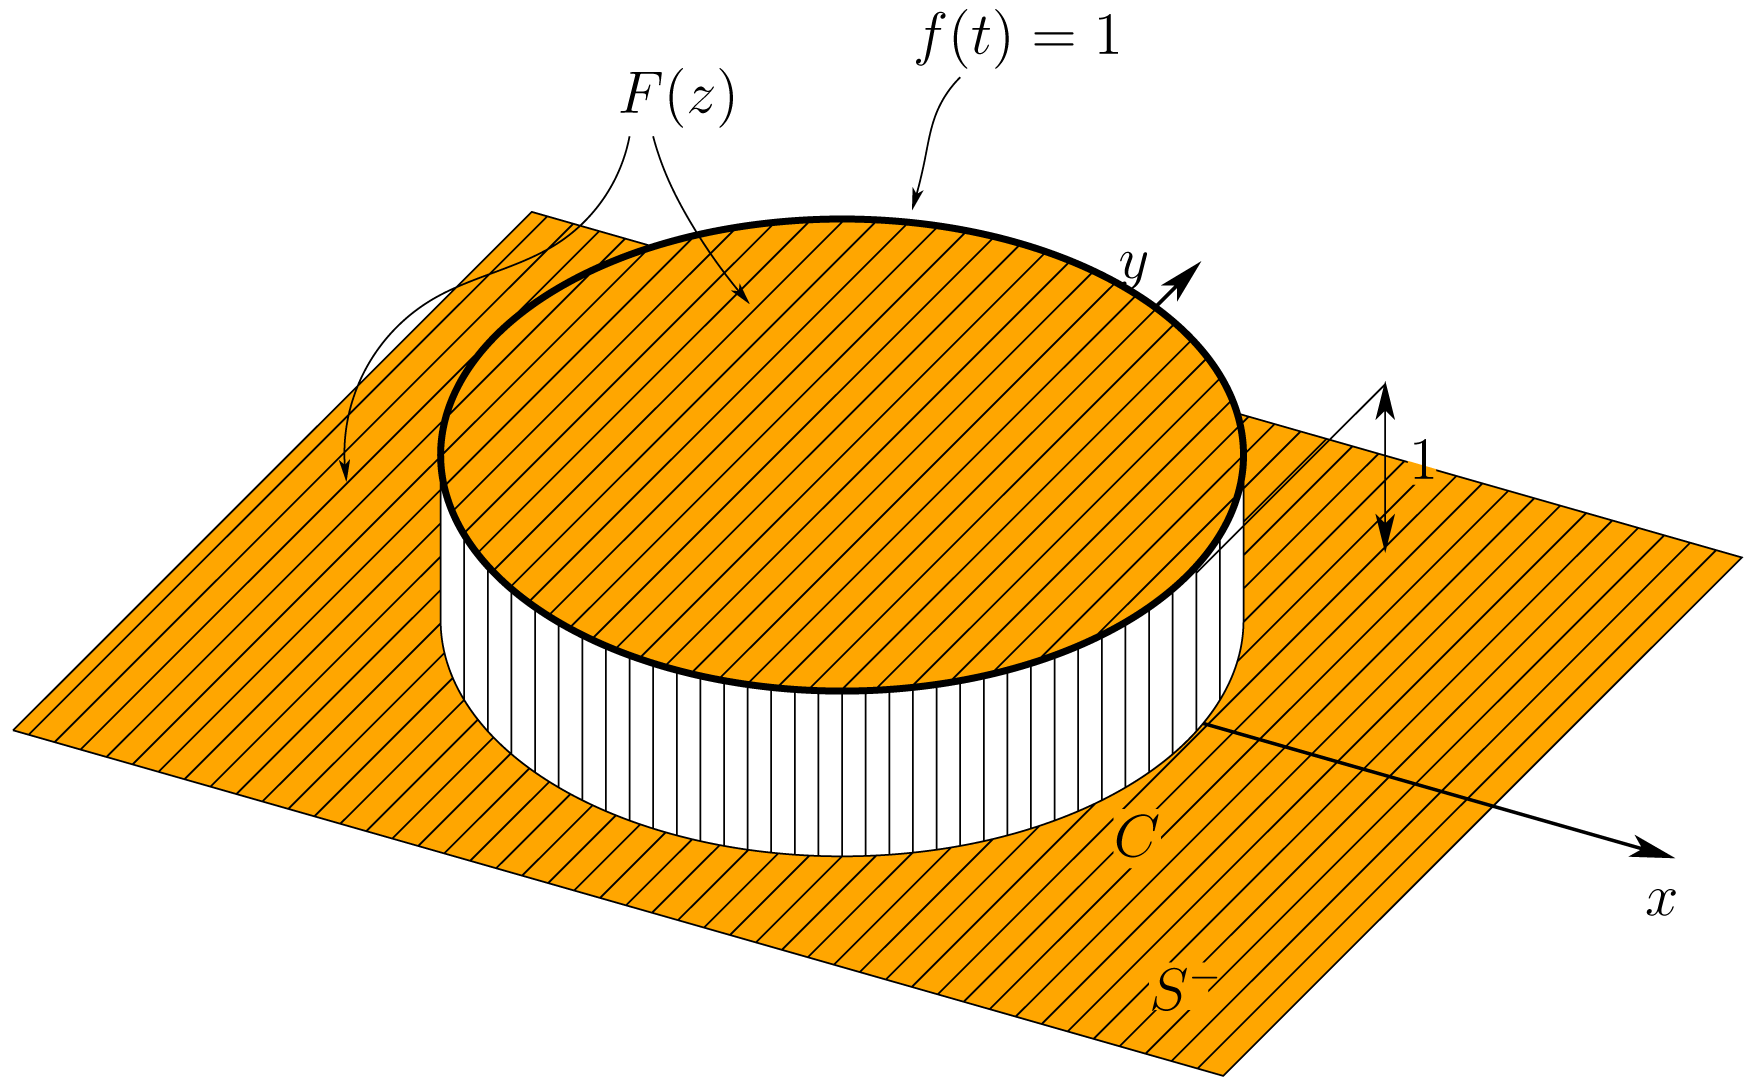 f(t) = 1
F(z)
y
1
C
x
S⁻